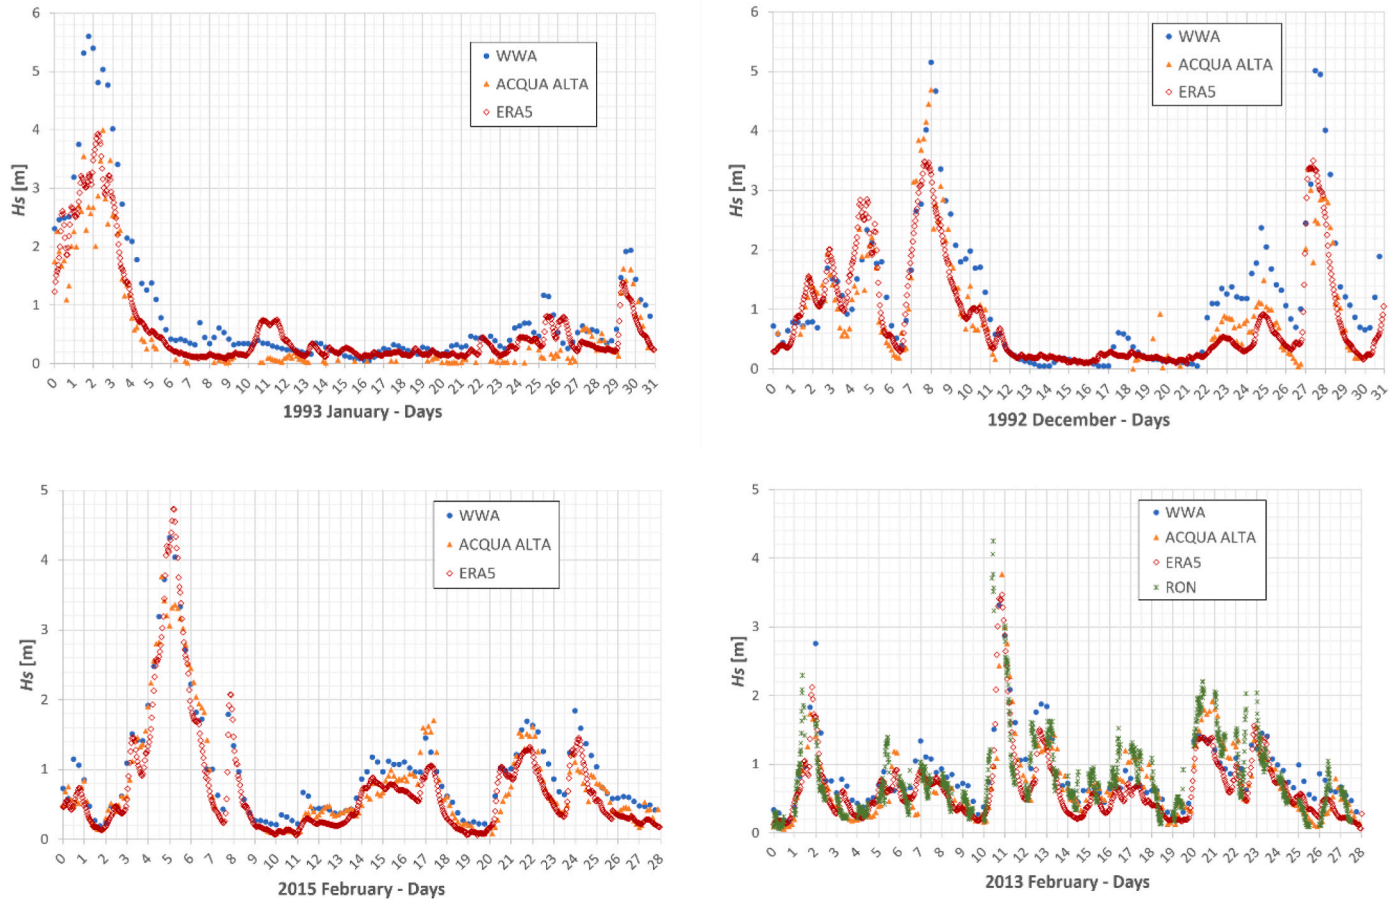 6
5
4
3
2
1
0
Hs [m]
WWA
ACQUA ALTA
ERA5
0 1 2 3 4 5 6 7 8 9 10 11 12 13 14 15 16 17 18 19 20 21 22 23 24 25 26 27 28 29 30 31
1993 January - Days
6
5
4
3
2
1
0
Hs [m]
WWA
ACQUA ALTA
ERA5
0 1 2 3 4 5 6 7 8 9 10 11 12 13 14 15 16 17 18 19 20 21 22 23 24 25 26 27 28 29 30 31
1992 December - Days
5
4
3
2
1
0
Hs [m]
WWA
ACQUA ALTA
ERA5
0 1 2 3 4 5 6 7 8 9 10 11 12 13 14 15 16 17 18 19 20 21 22 23 24 25 26 27 28
2015 February - Days
5
4
3
2
1
0
Hs [m]
WWA
ACQUA ALTA
ERA5
RON
0 1 2 3 4 5 6 7 8 9 10 11 12 13 14 15 16 17 18 19 20 21 22 23 24 25 26 27 28
2013 February - Days